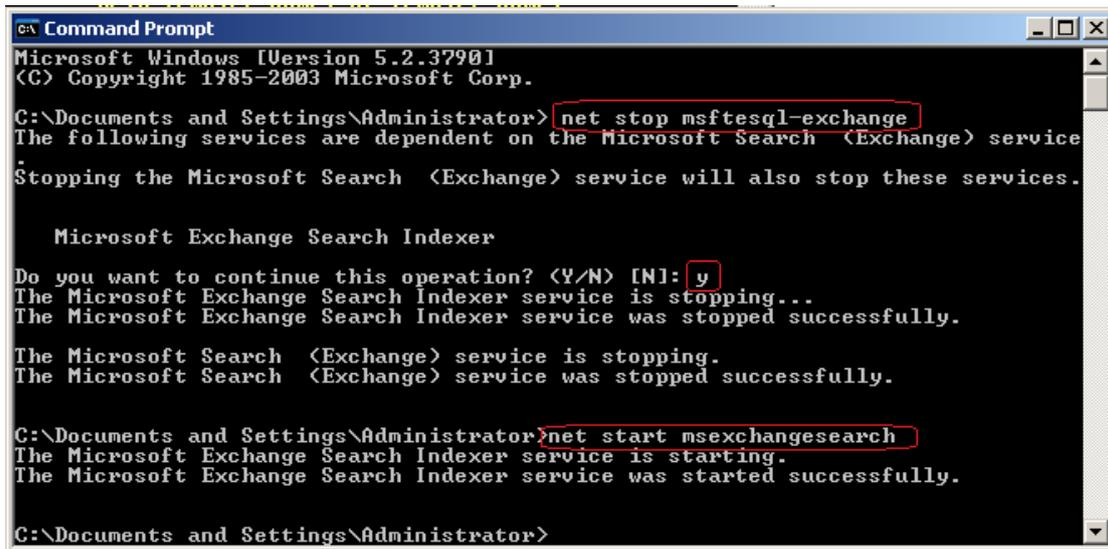 Command Prompt
Microsoft Windows [Version 5.2.3790]
(C) Copyright 1985-2003 Microsoft Corp.
C:\Documents and Settings\Administrator> net stop msftesql-exchange
The following services are dependent on the Microsoft Search  (Exchange) service
.
Stopping the Microsoft Search  (Exchange) service will also stop these services.
Microsoft Exchange Search Indexer
Do you want to continue this operation? (Y/N) [N]: y
The Microsoft Exchange Search Indexer service is stopping...
The Microsoft Exchange Search Indexer service was stopped successfully.
The Microsoft Search  (Exchange) service is stopping.
The Microsoft Search  (Exchange) service was stopped successfully.
C:\Documents and Settings\Administrator>net start msexchangesearch
The Microsoft Exchange Search Indexer service is starting.
The Microsoft Exchange Search Indexer service was started successfully.
C:\Documents and Settings\Administrator>